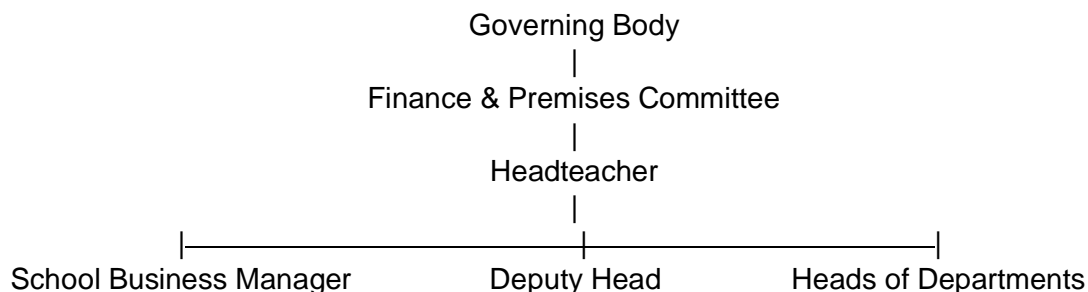 Governing Body
Finance & Premises Committee
Headteacher
School Business Manager Deputy Head Heads of Departments